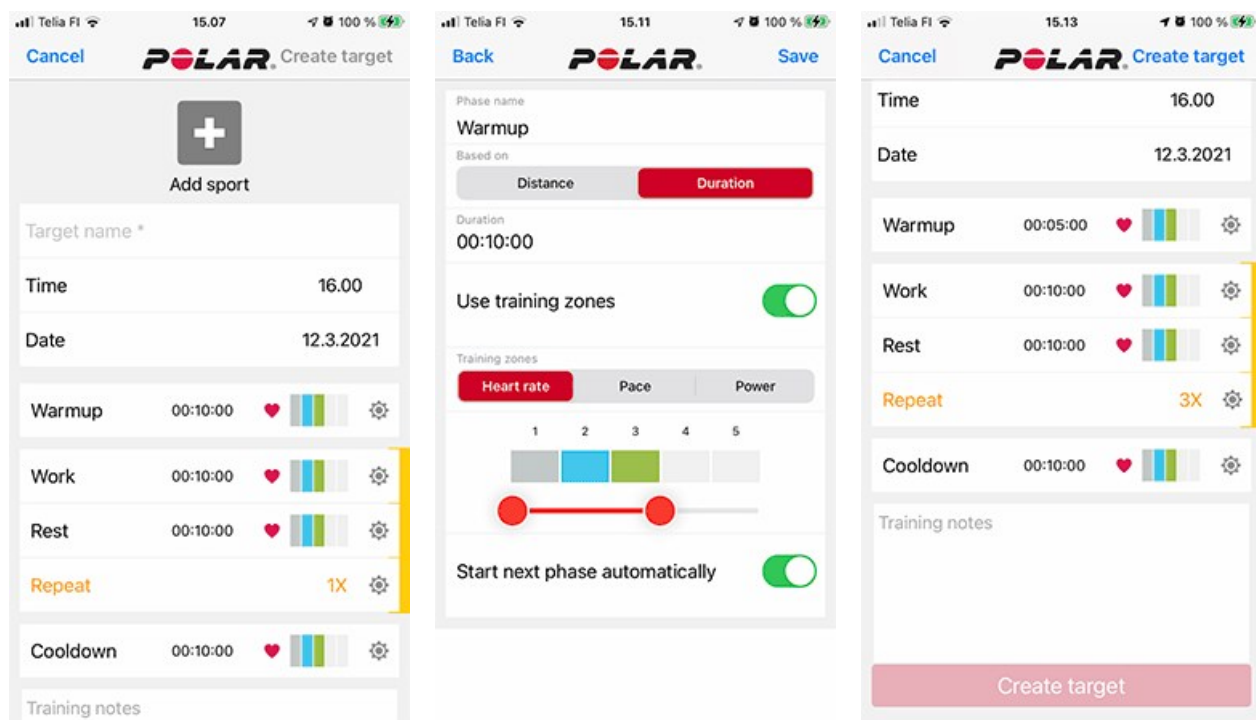 Telia FI 15.07 100 %
Cancel POLAR. Create target
Add sport
Target name *
Time 16.00
Date 12.3.2021
Warmup 00:10:00
Work 00:10:00
Rest 00:10:00
Repeat 1X
Cooldown 00:10:00
Training notes
Telia FI 15.11 100 %
Back POLAR. Save
Phase name
Warmup
Based on
Distance Duration
Duration
00:10:00
Use training zones
Training zones
Heart rate Pace Power
1 2 3 4 5
Start next phase automatically
Telia FI 15.13 100 %
Cancel POLAR. Create target
Time 16.00
Date 12.3.2021
Warmup 00:05:00
Work 00:10:00
Rest 00:10:00
Repeat 3X
Cooldown 00:10:00
Training notes
Create target